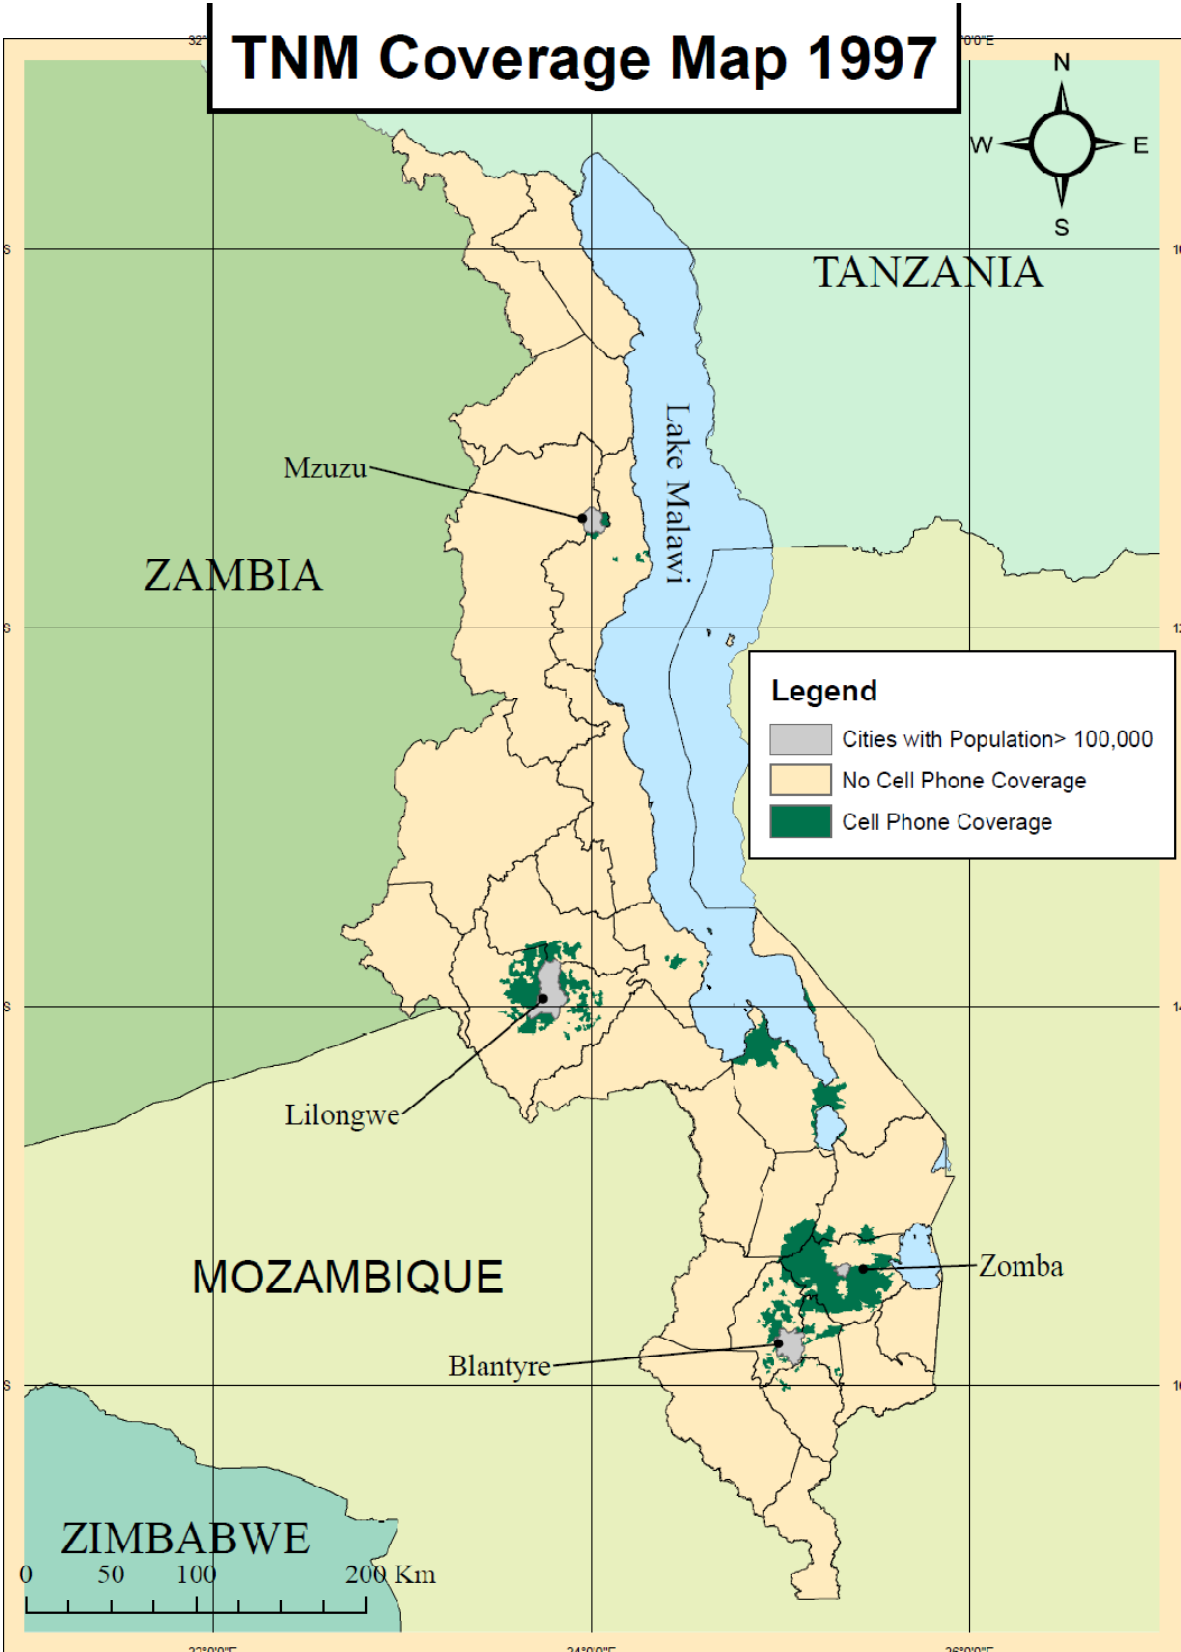 TNM Coverage Map 1997
N
W E
S
TANZANIA
Lake Malawi
Mzuzu
ZAMBIA
Legend
Cities with Population> 100,000
No Cell Phone Coverage
Cell Phone Coverage
Lilongwe
MOZAMBIQUE
Zomba
Blantyre
ZIMBABWE
0 50 100 200 Km